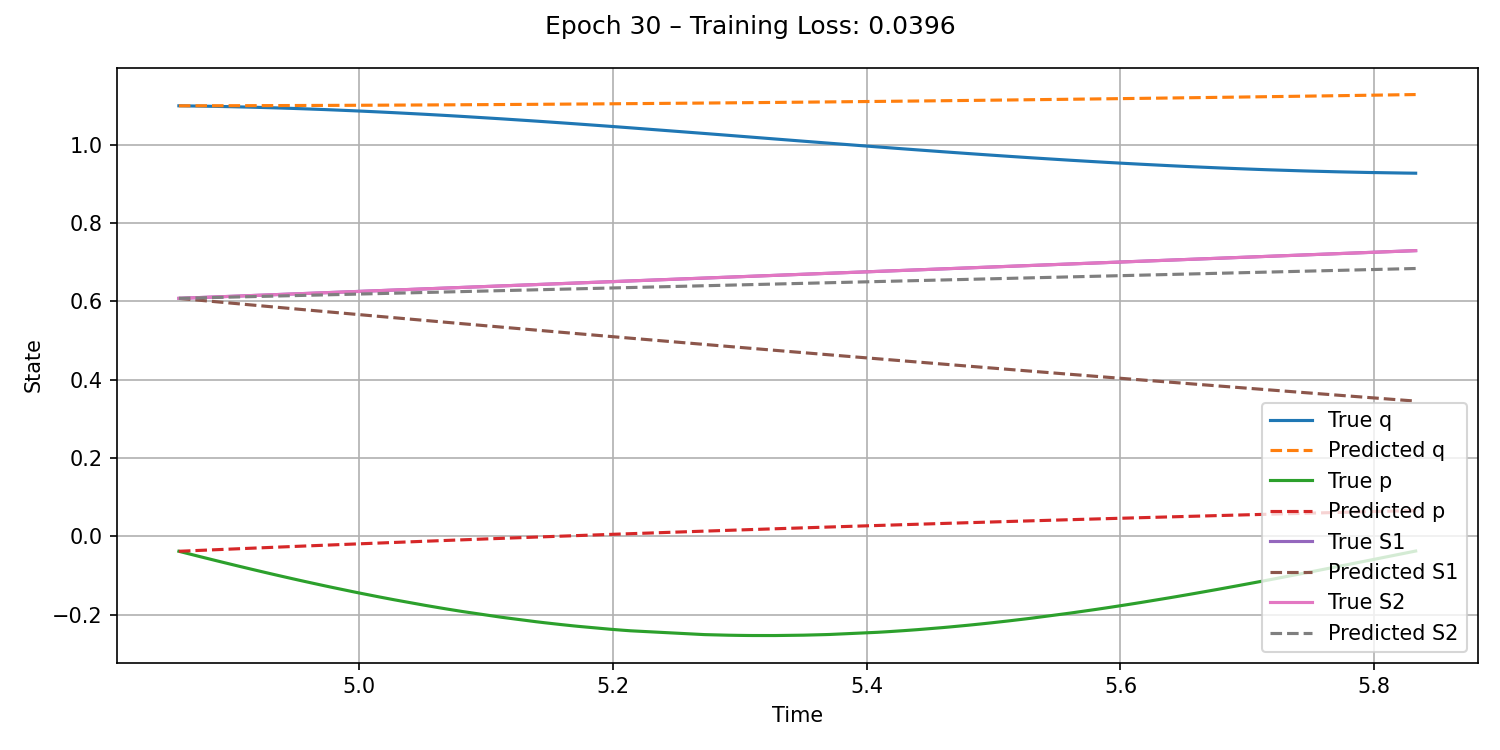 Epoch 30 – Training Loss: 0.0396
State
1.0
0.8
0.6
0.4
0.2
0.0
−0.2
True q
Predicted q
True p
Predicted p
True S1
Predicted S1
True S2
Predicted S2
5.0
5.2
5.4
5.6
5.8
Time